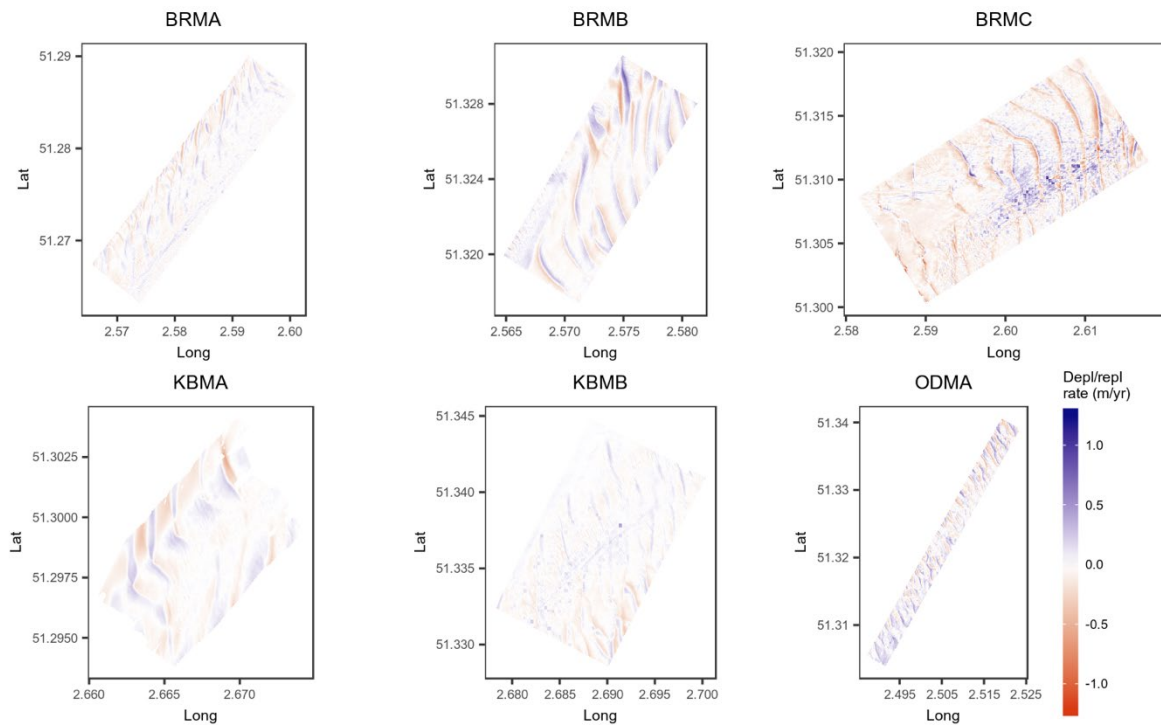 BRMA
BRMB
BRMC
51.29
51.28
51.27
Lat
2.57 2.58 2.59 2.60
Long
51.328
51.324
51.320
Lat
2.565 2.570 2.575 2.580
Long
51.320
51.315
51.310
51.305
51.300
Lat
2.58 2.59 2.60 2.61
Long
KBMA
KBMB
ODMA
51.3025
51.3000
51.2975
51.2950
Lat
2.660 2.665 2.670
Long
51.345
51.340
51.335
51.330
Lat
2.680 2.685 2.690 2.695 2.700
Long
51.34
51.33
51.32
51.31
Lat
2.495 2.505 2.515 2.525
Long
Depl/repl
rate (m/yr)
1.0
0.5
0.0
-0.5
-1.0